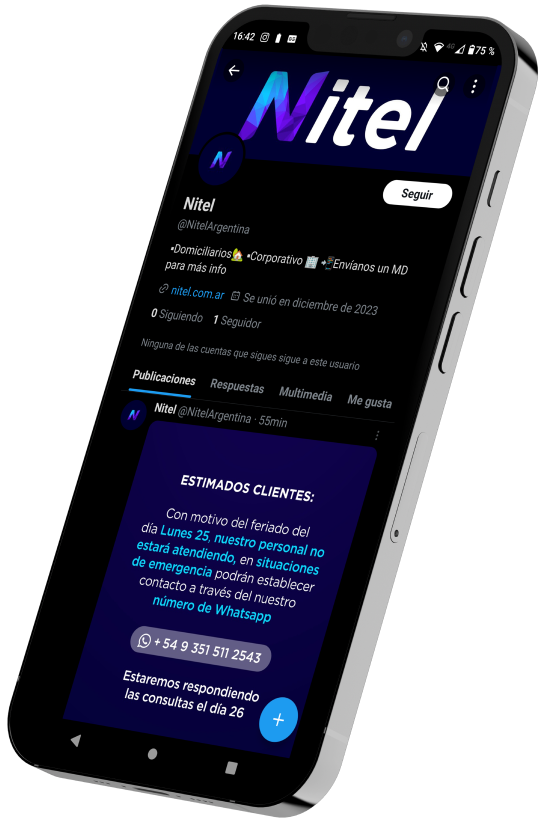 16:42
4G
75 %
Nitel
Seguir
Nitel
@NitelArgentina
▪Domiciliarios🏡 ▪Corporativo 🏢 📲Envíanos un MD
para más info
nitel.com.ar Se unió en diciembre de 2023
0 Siguiendo 1 Seguidor
Ninguna de las cuentas que sigues sigue a este usuario
Publicaciones Respuestas Multimedia Me gusta
Nitel @NitelArgentina · 55min
ESTIMADOS CLIENTES:
Con motivo del feriado del
día Lunes 25, nuestro personal no
estará atendiendo, en situaciones
de emergencia podrán establecer
contacto a través del nuestro
número de Whatsapp
+ 54 9 351 511 2543
Estaremos respondiendo
las consultas el día 26